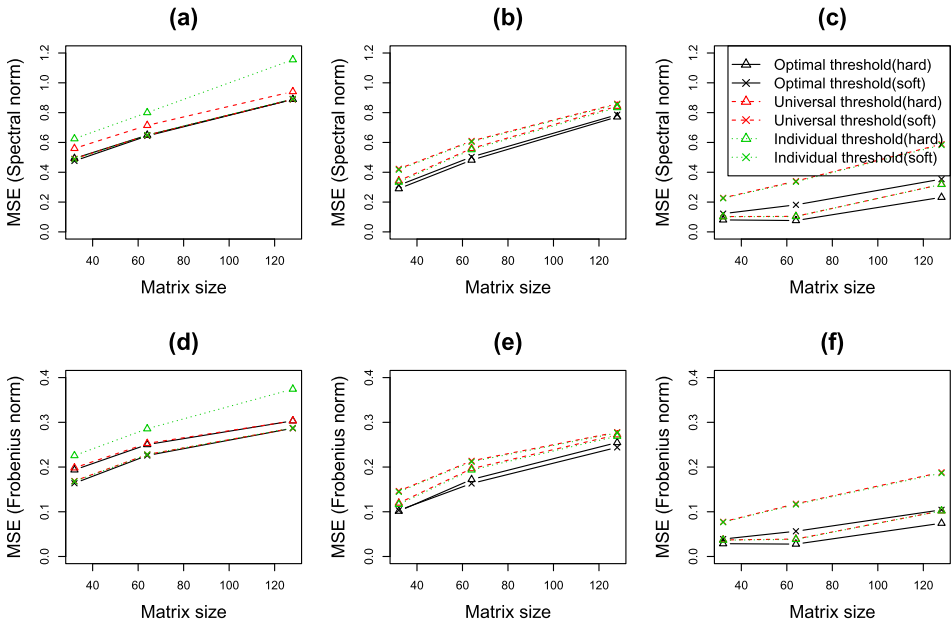 (a)
MSE (Spectral norm)
0.0 0.2 0.4 0.6 0.8 1.0 1.2
40 60 80 100 120
Matrix size
(b)
MSE (Spectral norm)
0.0 0.2 0.4 0.6 0.8 1.0 1.2
40 60 80 100 120
Matrix size
(c)
MSE (Spectral norm)
0.0 0.2 0.4 0.6 0.8 1.0 1.2
40 60 80 100 120
Matrix size
Optimal threshold(hard)
Optimal threshold(soft)
Universal threshold(hard)
Universal threshold(soft)
Individual threshold(hard)
Individual threshold(soft)
(d)
MSE (Frobenius norm)
0.0 0.1 0.2 0.3 0.4
40 60 80 100 120
Matrix size
(e)
MSE (Frobenius norm)
0.0 0.1 0.2 0.3 0.4
40 60 80 100 120
Matrix size
(f)
MSE (Frobenius norm)
0.0 0.1 0.2 0.3 0.4
40 60 80 100 120
Matrix size